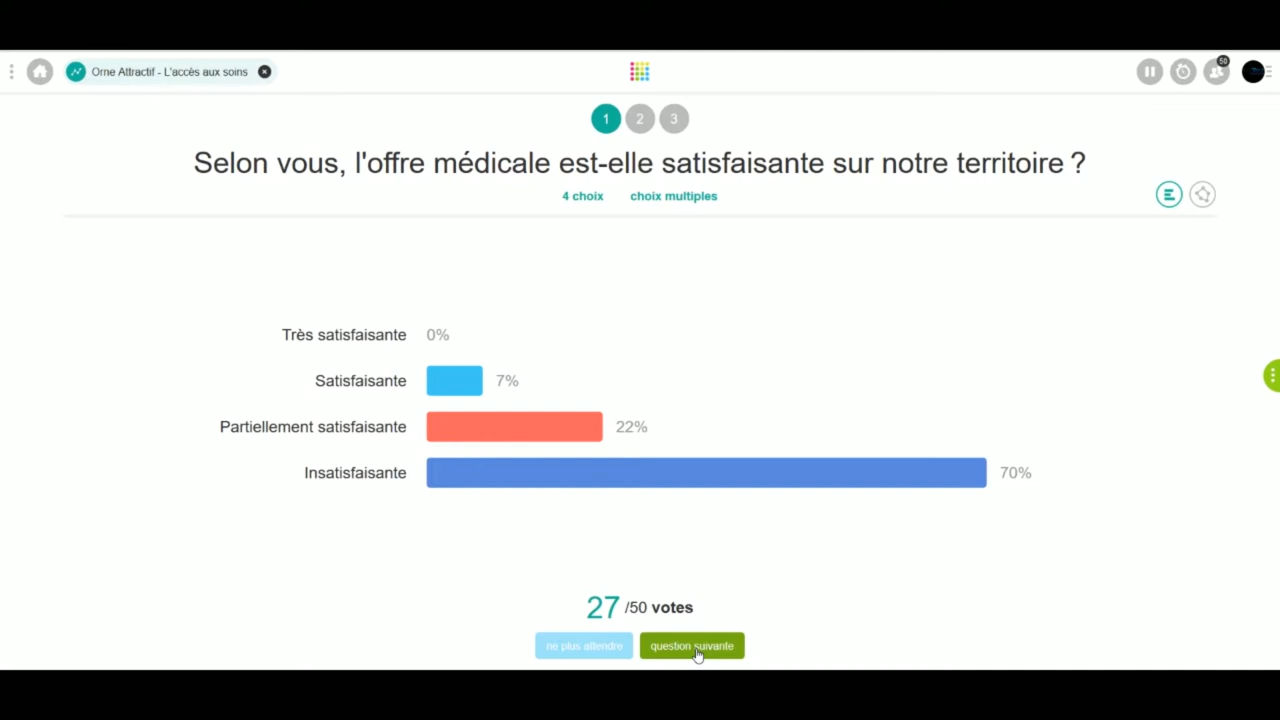 Orne Attractif - L'accès aux soins
50
1 2 3
Selon vous, l'offre médicale est-elle satisfaisante sur notre territoire ?
4 choix choix multiples
Très satisfaisante 0%
Satisfaisante 7%
Partiellement satisfaisante 22%
Insatisfaisante 70%
27 /50 votes
ne plus attendre question suivante